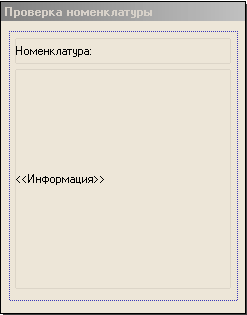 Проверка номенклатуры
Номенклатура:
<<Информация>>